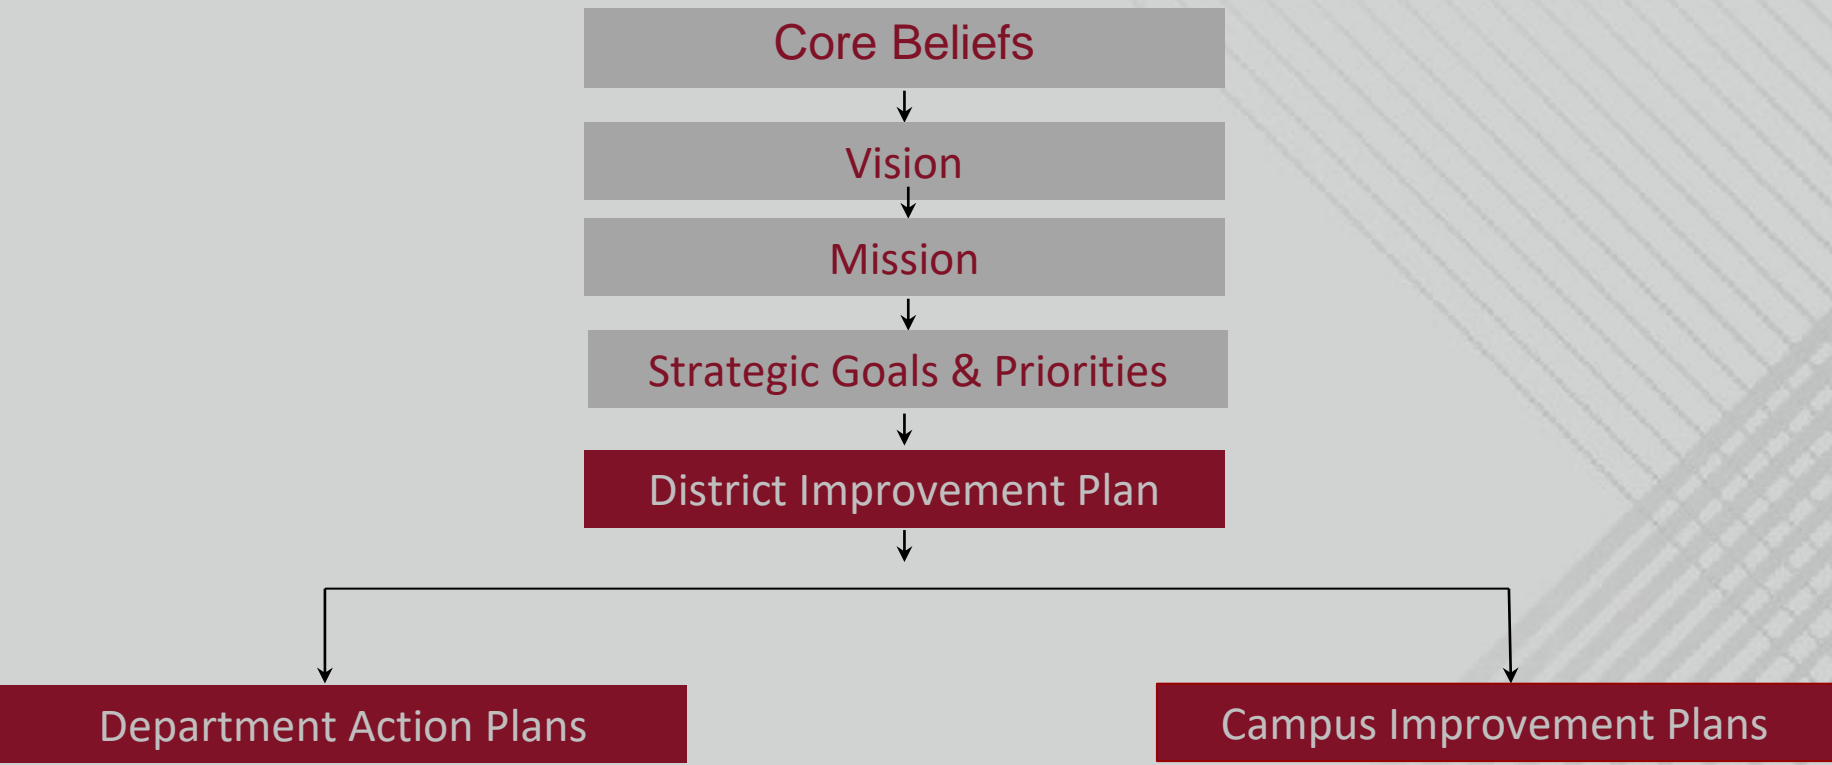 Core Beliefs
Vision
Mission
Strategic Goals & Priorities
District Improvement Plan
Department Action Plans
Campus Improvement Plans